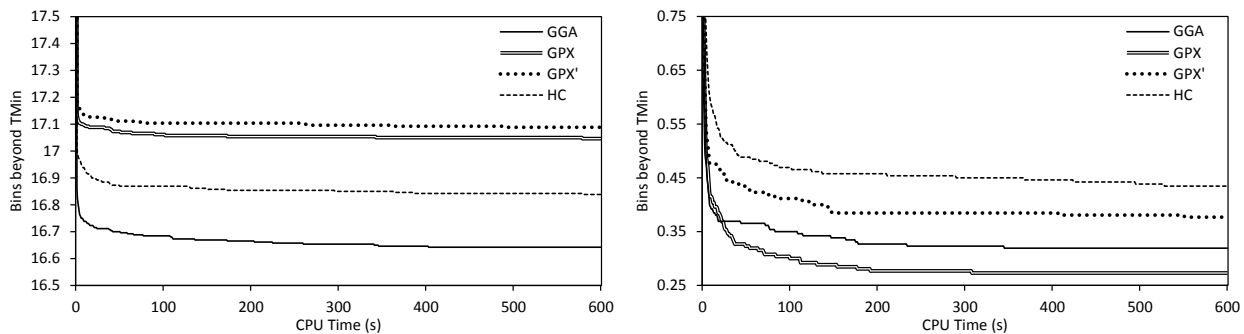 17.5
17.4
17.3
17.2
17.1
17
16.9
16.8
16.7
16.6
16.5
Bins beyond TMin
0 100 200 300 400 500 600
CPU Time (s)
GGA
GPX
GPX'
HC
0.75
0.65
0.55
0.45
0.35
0.25
Bins beyond TMin
0 100 200 300 400 500 600
CPU Time (s)
GGA
GPX
GPX'
HC